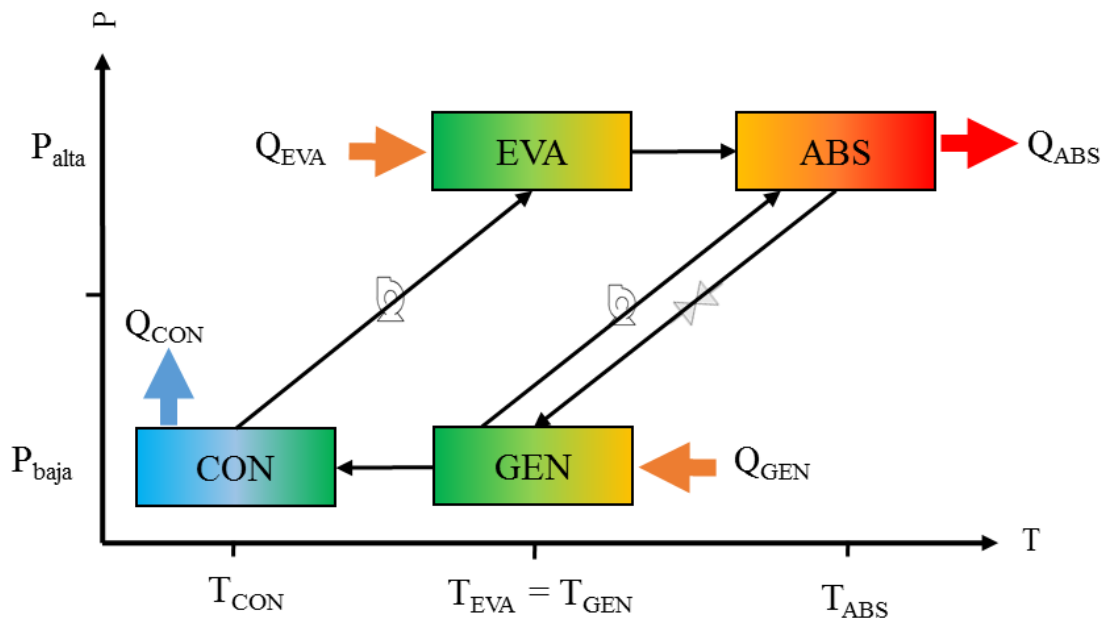 P
P_alta
Q_EVA
EVA
ABS
Q_ABS
Q_CON
P_baja
CON
GEN
Q_GEN
T
T_CON
T_EVA = T_GEN
T_ABS